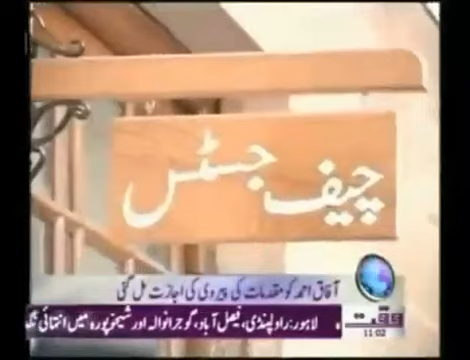 چیف جسٹس
آفاق احمد کو مقدمات کی پیروی کی اجازت مل گئی
لاہور:راولپنڈی، فیصل آباد، گوجرانوالہ اور شیخوپورہ میں انتہائی
وقت
11:02